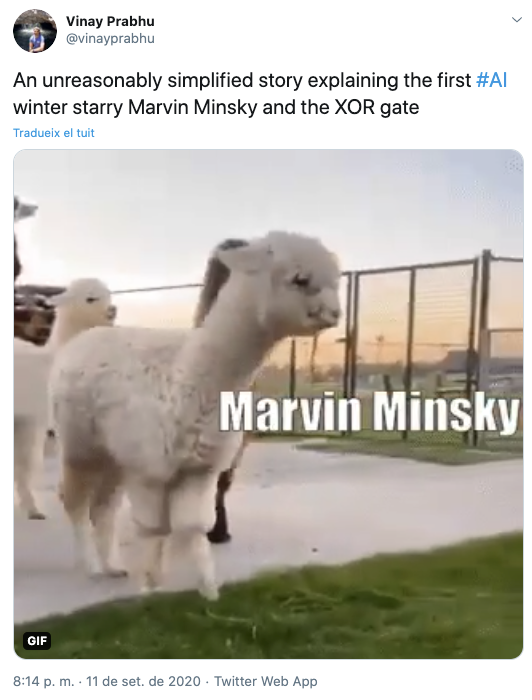 Vinay Prabhu
@vinayprabhu
An unreasonably simplified story explaining the first #AI
winter starry Marvin Minsky and the XOR gate
Tradueix el tuit
Marvin Minsky
GIF
8:14 p. m. · 11 de set. de 2020 · Twitter Web App